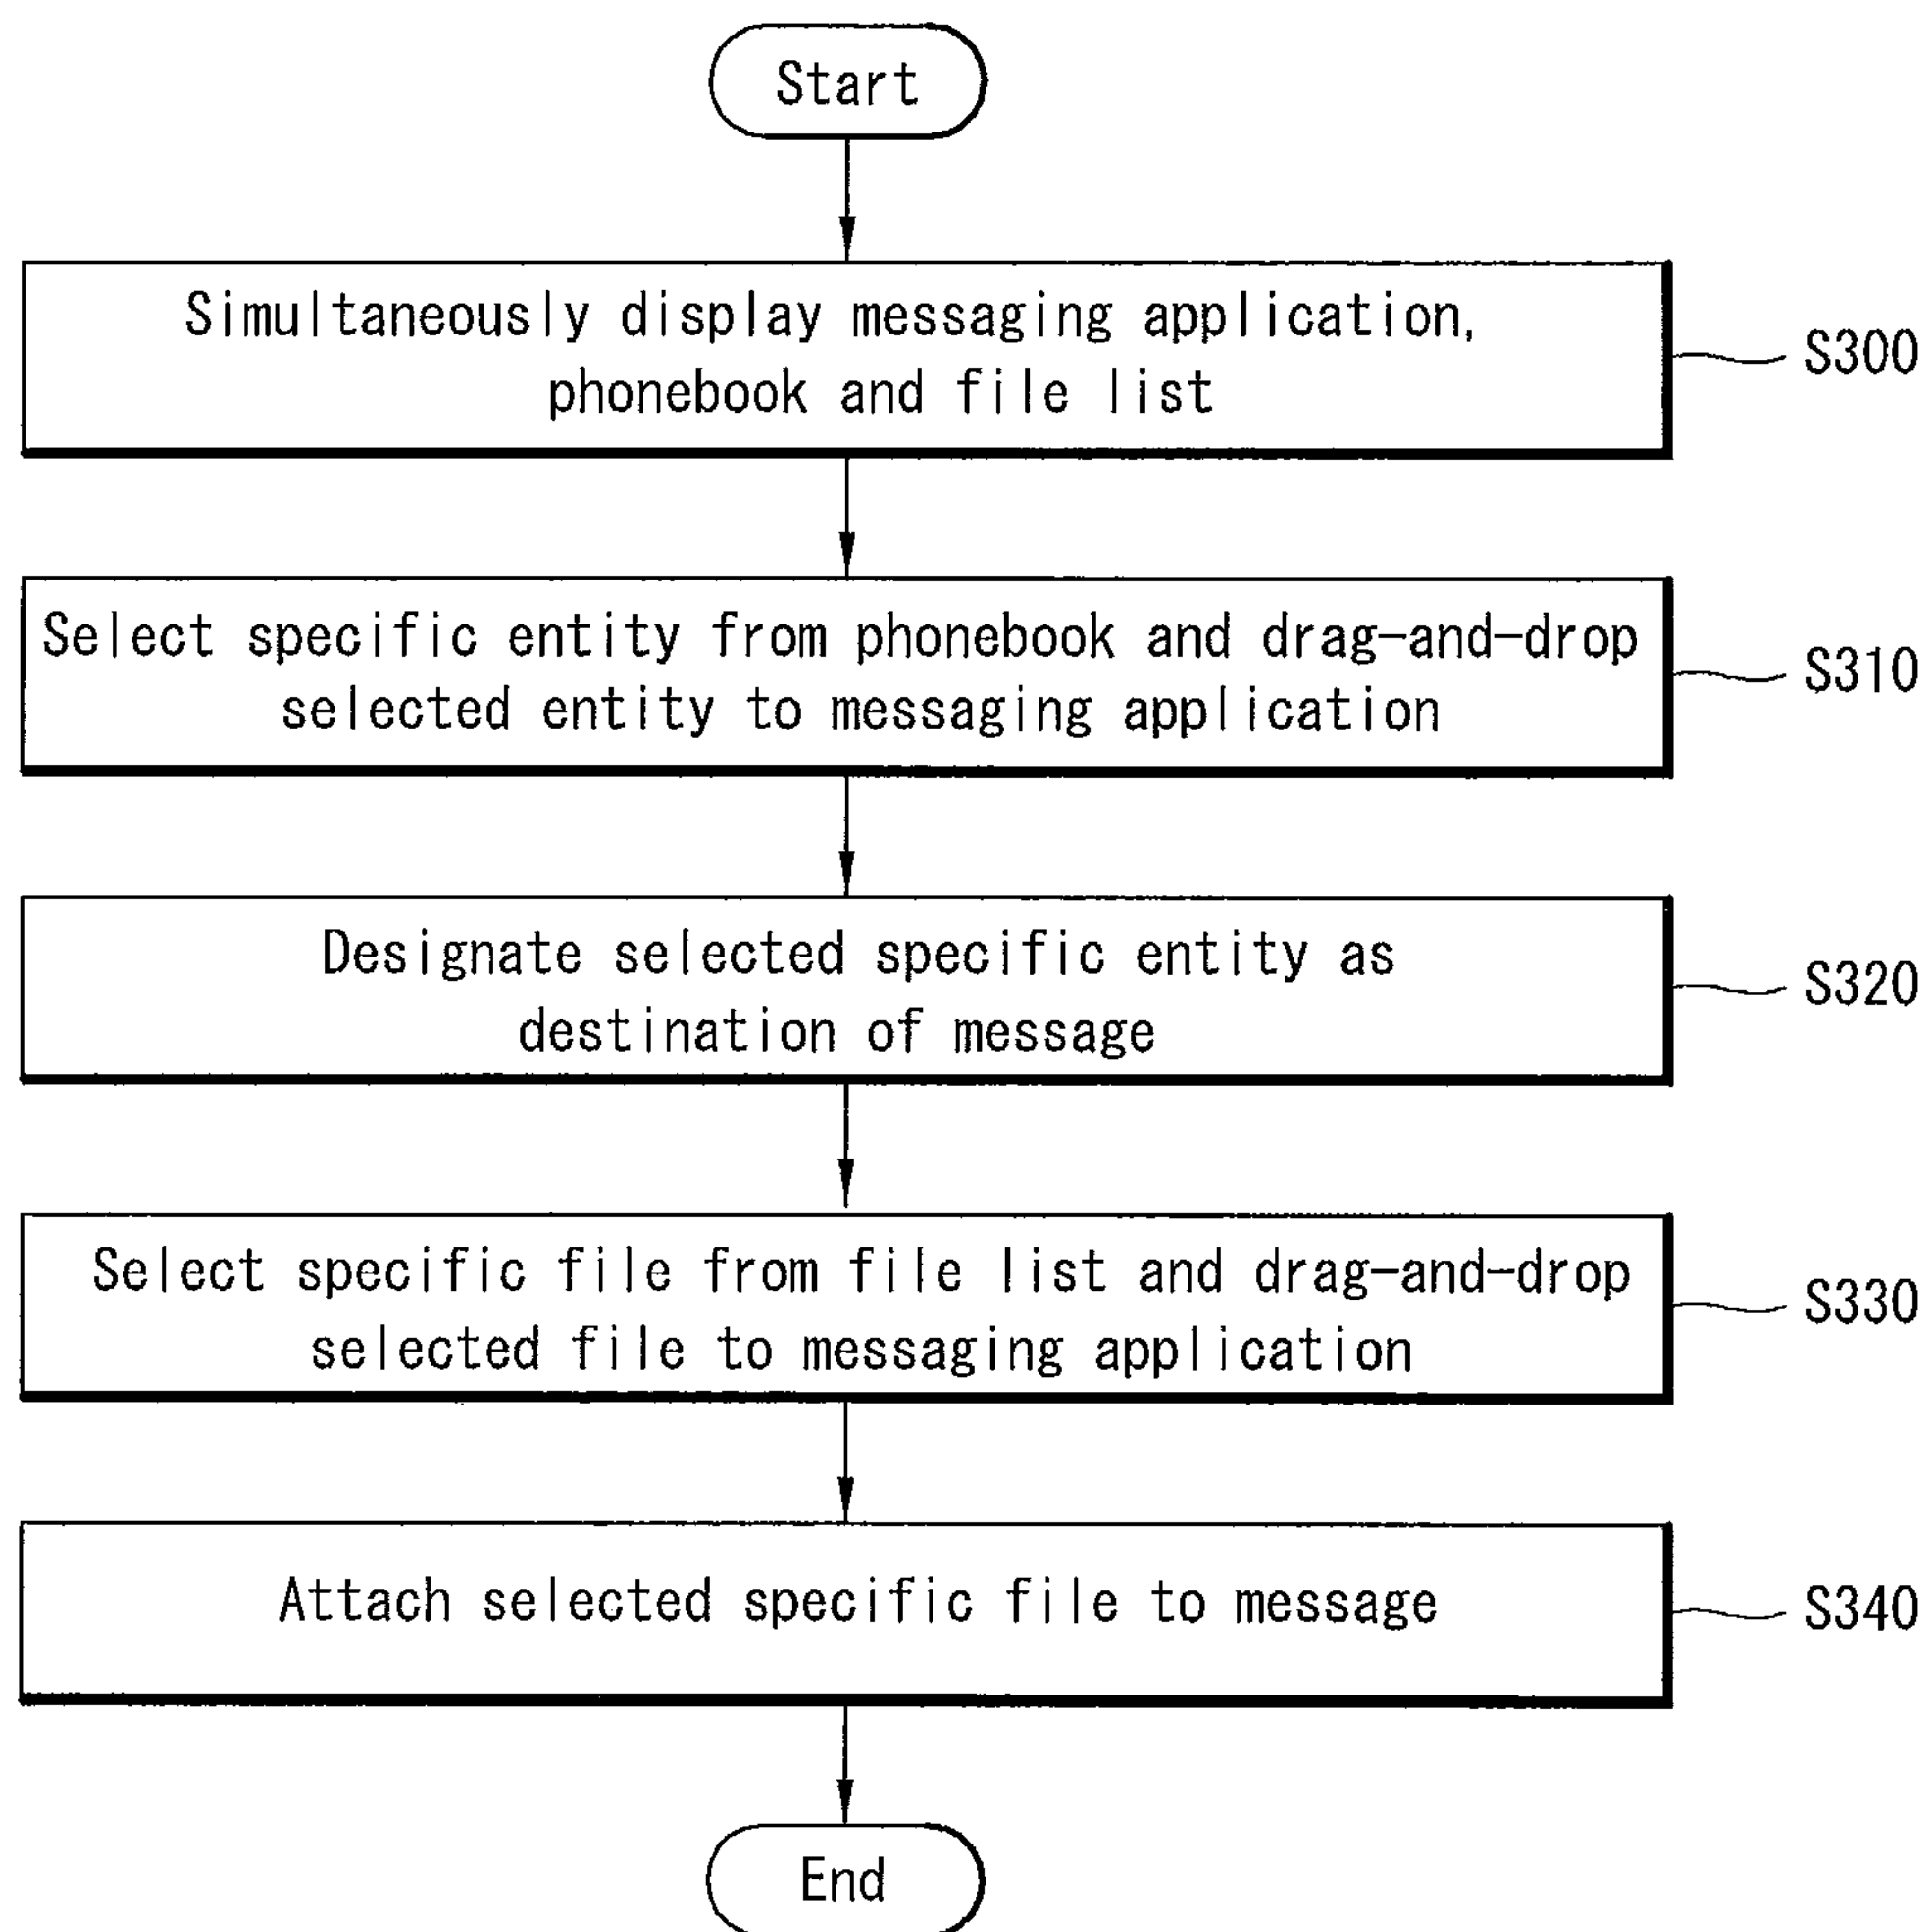 Start
Simultaneously display messaging application,
phonebook and file list
S300
Select specific entity from phonebook and drag-and-drop
selected entity to messaging application
S310
Designate selected specific entity as
destination of message
S320
Select specific file from file list and drag-and-drop
selected file to messaging application
S330
Attach selected specific file to message
S340
End